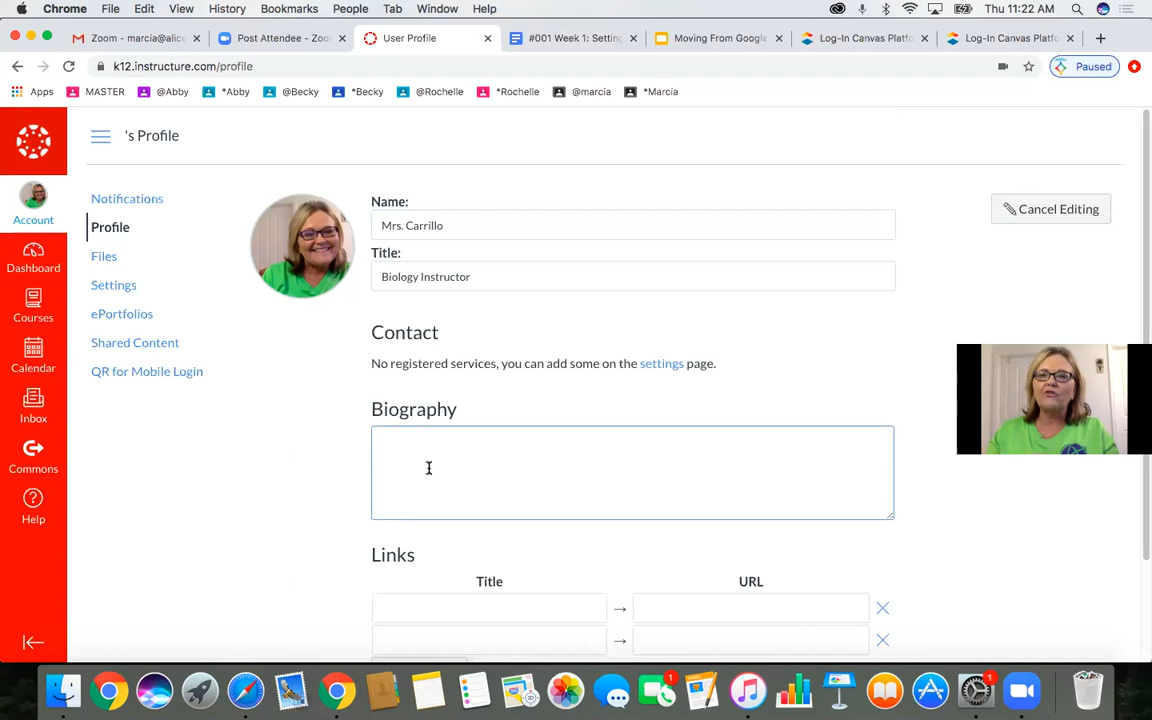 Chrome File Edit View History Bookmarks People Tab Window Help Thu 11:22 AM
Zoom - marcia@alice Post Attendee - Zoo User Profile #001 Week 1: Setting Moving From Google Log-In Canvas Platfo Log-In Canvas Platfo
k12.instructure.com/profile Paused
Apps MASTER @Abby *Abby @Becky *Becky @Rochelle *Rochelle @marcia *Marcia
's Profile
Account
Dashboard
Courses
Calendar
Inbox
Commons
Help
Notifications
Profile
Files
Settings
ePortfolios
Shared Content
QR for Mobile Login
Name:
Mrs. Carrillo
Cancel Editing
Title:
Biology Instructor
Contact
No registered services, you can add some on the settings page.
Biography
Links
Title URL
→
→
1
1